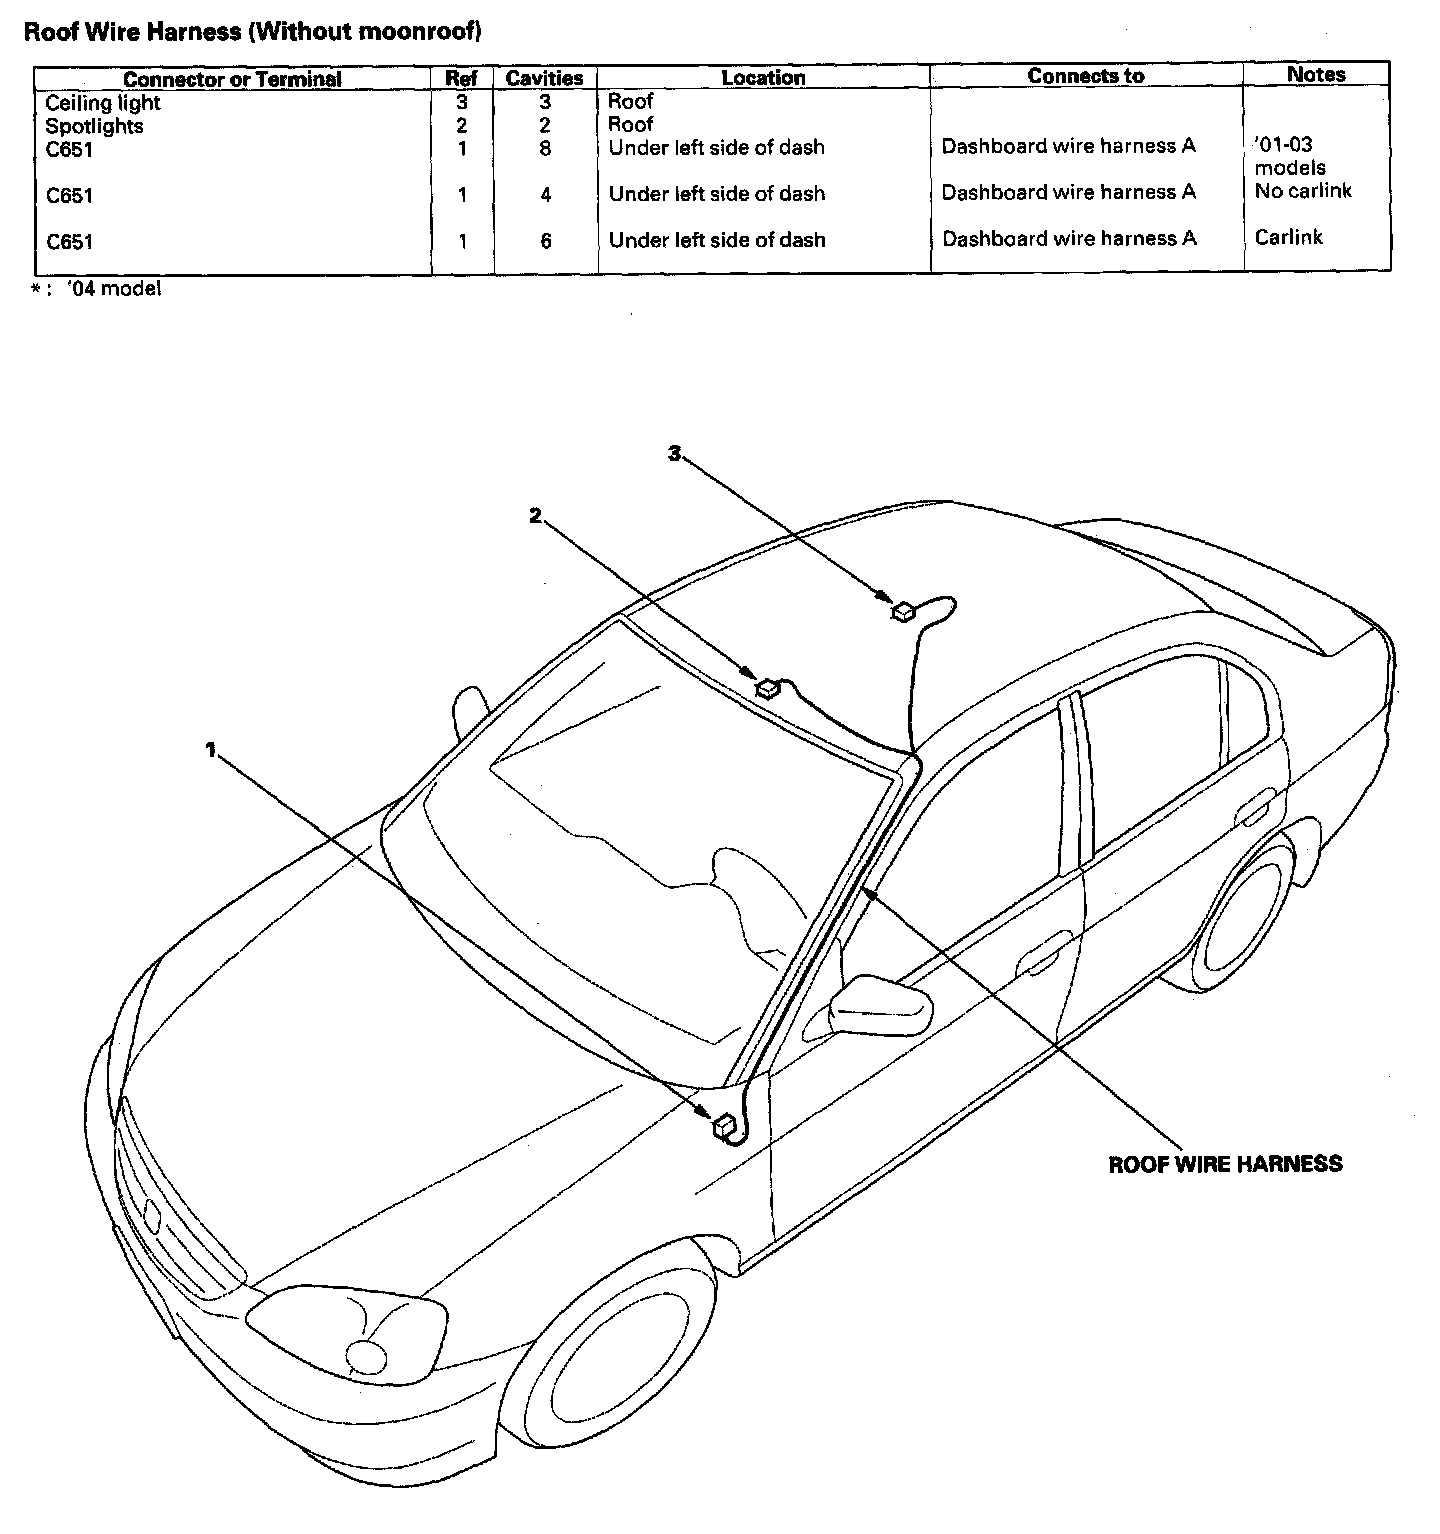 Roof Wire Harness (Without moonroof)
Connector or Terminal Ref Cavities Location Connects to Notes
Ceiling light 3 3 Roof
Spotlights 2 2 Roof
C651 1 8 Under left side of dash Dashboard wire harness A '01-03
models
C651 1 4 Under left side of dash Dashboard wire harness A No carlink
C651 1 6 Under left side of dash Dashboard wire harness A Carlink
* : '04 model
3
2
1
ROOF WIRE HARNESS